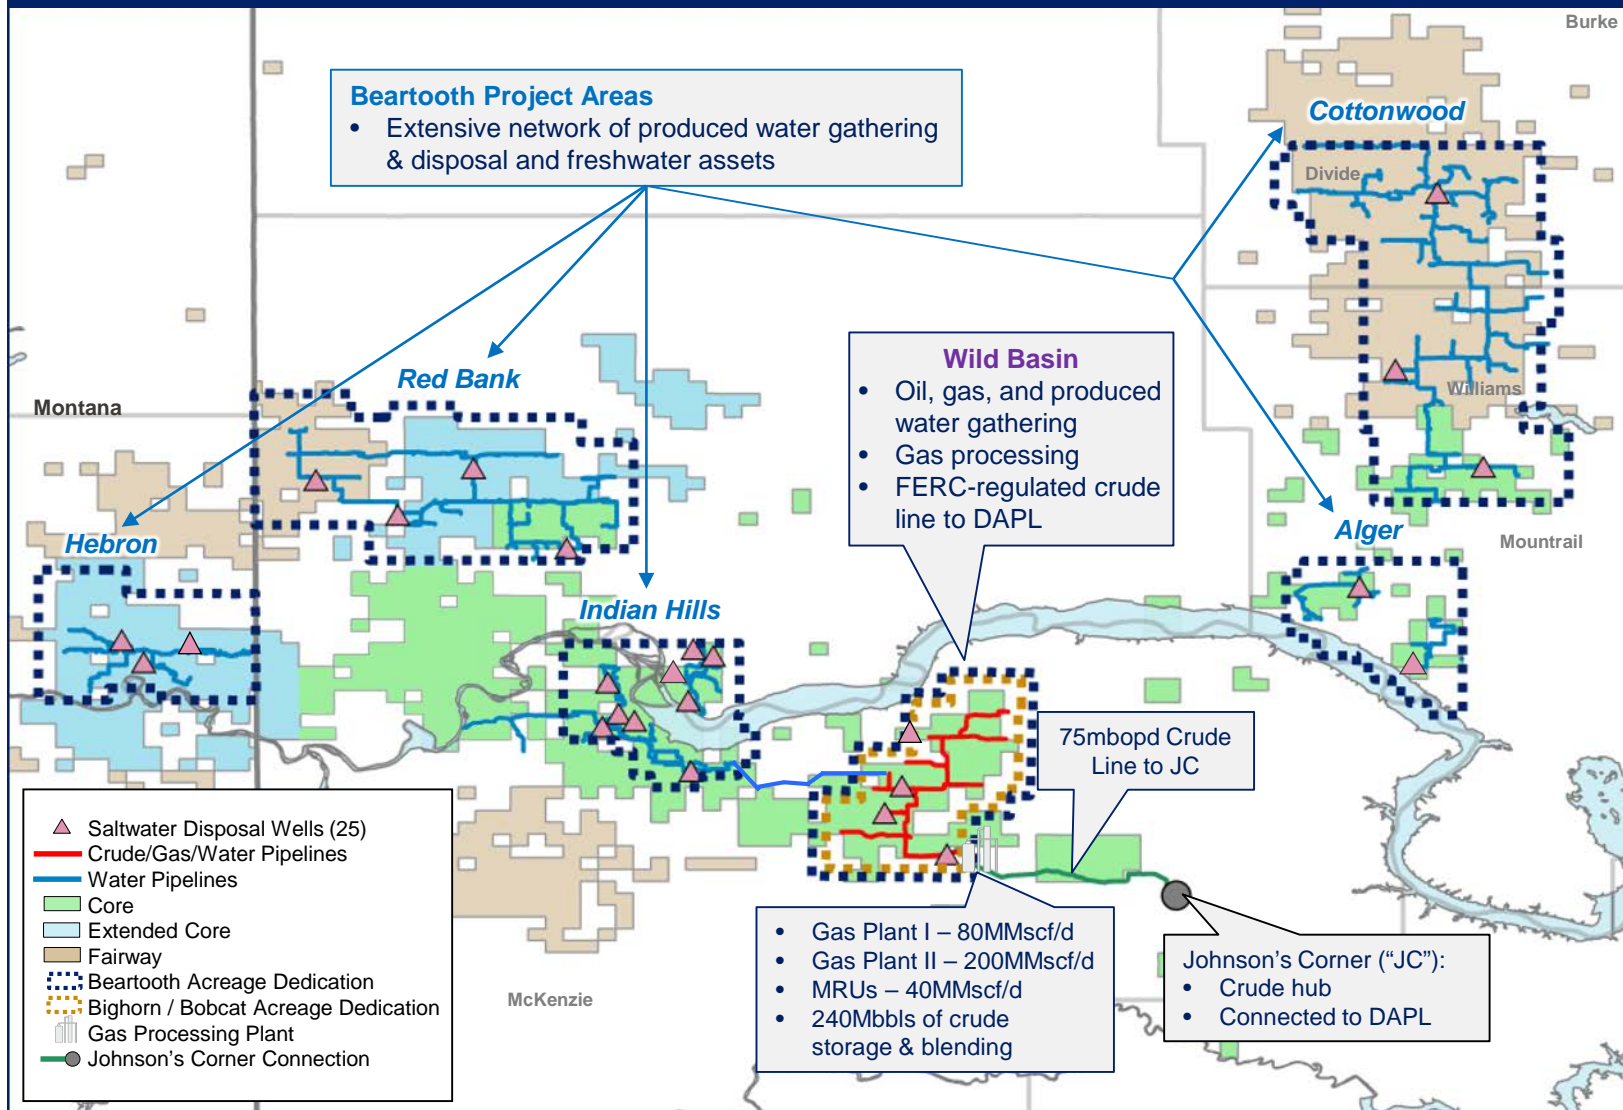 Burke
Beartooth Project Areas
• Extensive network of produced water gathering
& disposal and freshwater assets
Cottonwood
Divide
Wild Basin
• Oil, gas, and produced
water gathering
• Gas processing
• FERC-regulated crude
line to DAPL
Red Bank
Montana
Williams
Hebron
Alger
Mountrail
Indian Hills
75mbopd Crude
Line to JC
Saltwater Disposal Wells (25)
Crude/Gas/Water Pipelines
Water Pipelines
Core
Extended Core
Fairway
Beartooth Acreage Dedication
Bighorn / Bobcat Acreage Dedication
Gas Processing Plant
Johnson's Corner Connection
McKenzie
• Gas Plant I – 80MMscf/d
• Gas Plant II – 200MMscf/d
• MRUs – 40MMscf/d
• 240Mbbls of crude
storage & blending
Johnson's Corner (“JC”):
• Crude hub
• Connected to DAPL